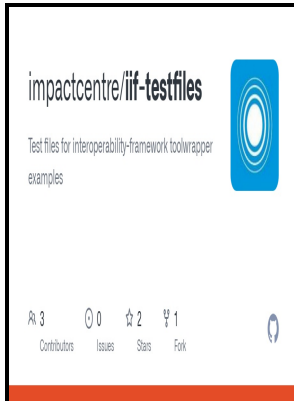 impactcentre/iif-testfiles
Test files for interoperability-framework toolwrapper
examples
3 0 2 1
Contributors Issues Stars Fork